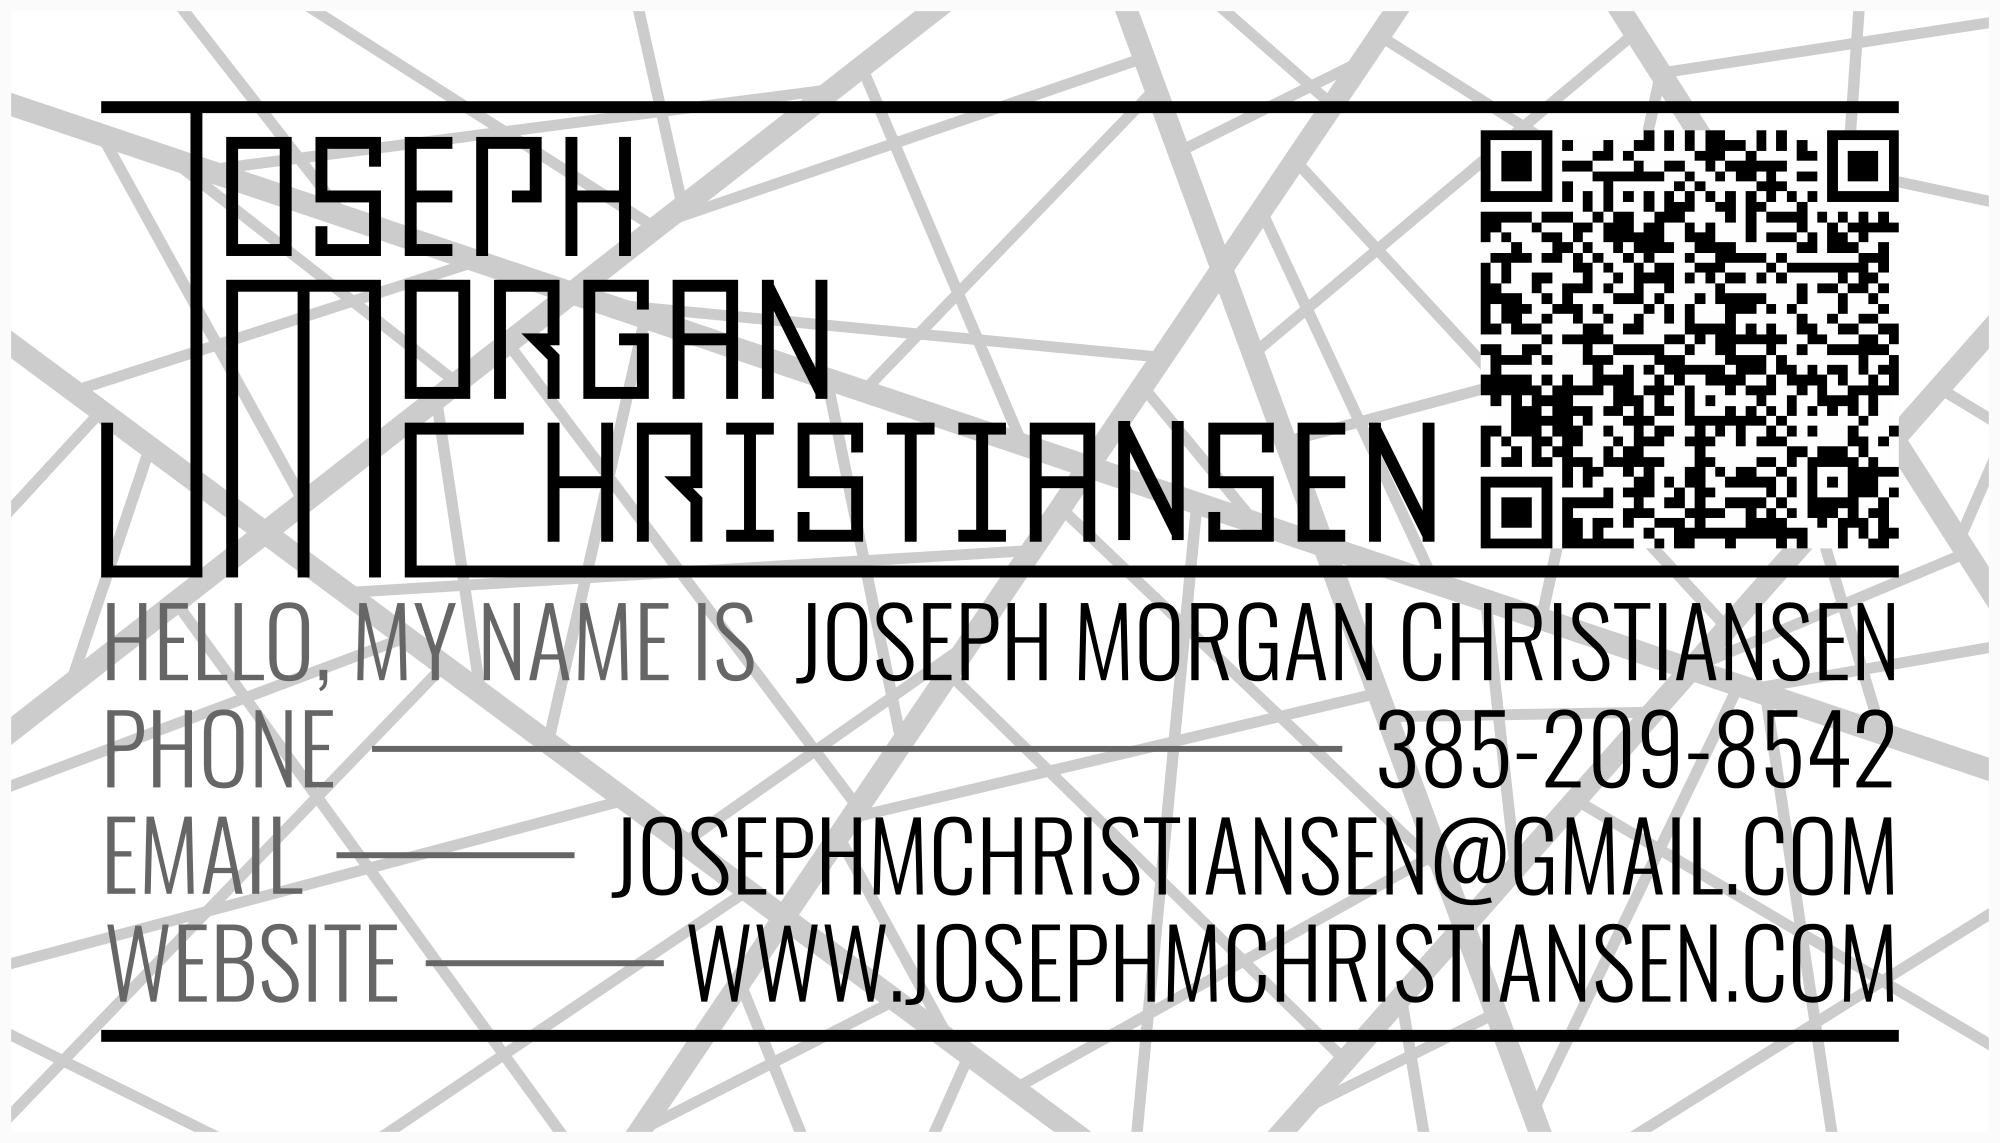 JOSEPH
MORGAN
CHRISTIANSEN
HELLO, MY NAME IS JOSEPH MORGAN CHRISTIANSEN
PHONE 385-209-8542
EMAIL JOSEPHMCHRISTIANSEN@GMAIL.COM
WEBSITE WWW.JOSEPHMCHRISTIANSEN.COM